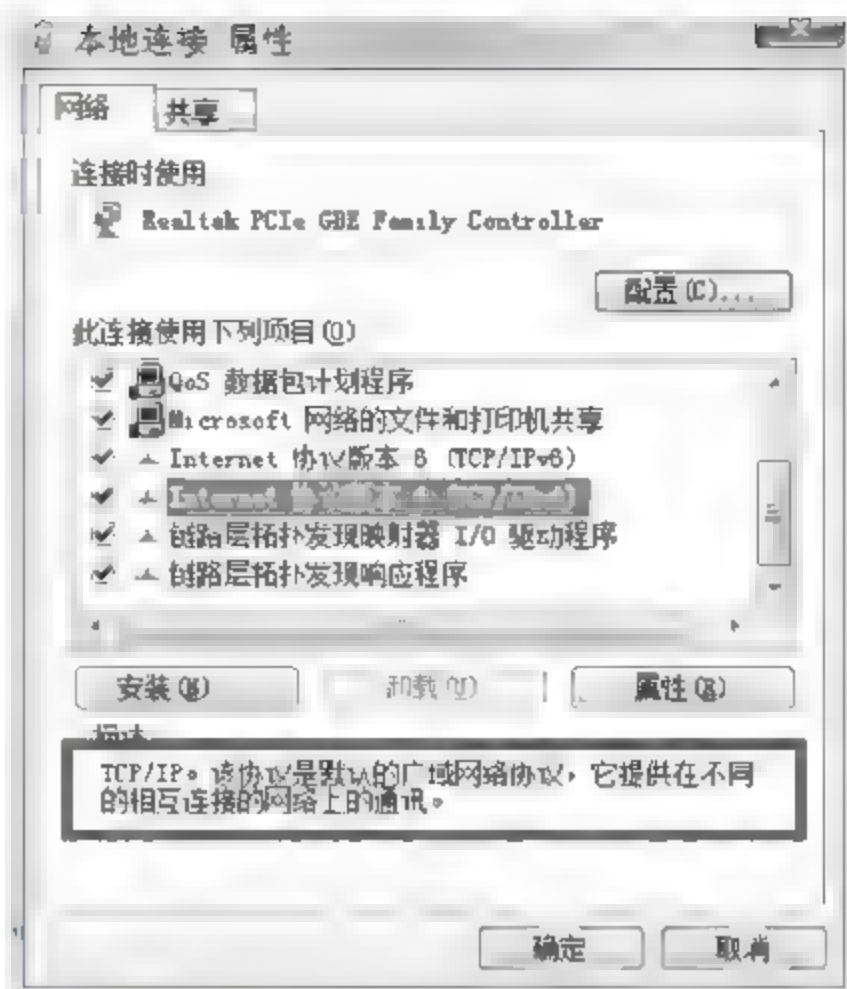 本地连接 属性
网络 共享
连接时使用
Realtek PCIe GBE Family Controller
配置(C)...
此连接使用下列项目(O)
QoS 数据包计划程序
Microsoft 网络的文件和打印机共享
Internet 协议版本 6 (TCP/IPv6)
Internet
链路层拓扑发现映射器 I/O 驱动程序
链路层拓扑发现响应程序
安装(N) 卸载(U) 属性(R)
描述
TCP/IP。该协议是默认的广域网络协议，它提供在不同
的相互连接的网络上的通讯。
确定 取消